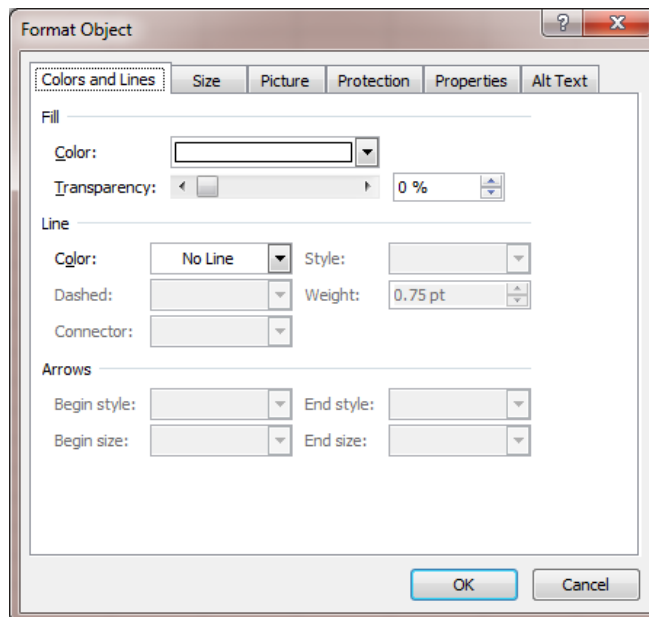 Format Object
Colors and Lines Size Picture Protection Properties Alt Text
Fill
Color:
Transparency: 0 %
Line
Color: No Line Style:
Dashed: Weight: 0.75 pt
Connector:
Arrows
Begin style: End style:
Begin size: End size:
OK Cancel